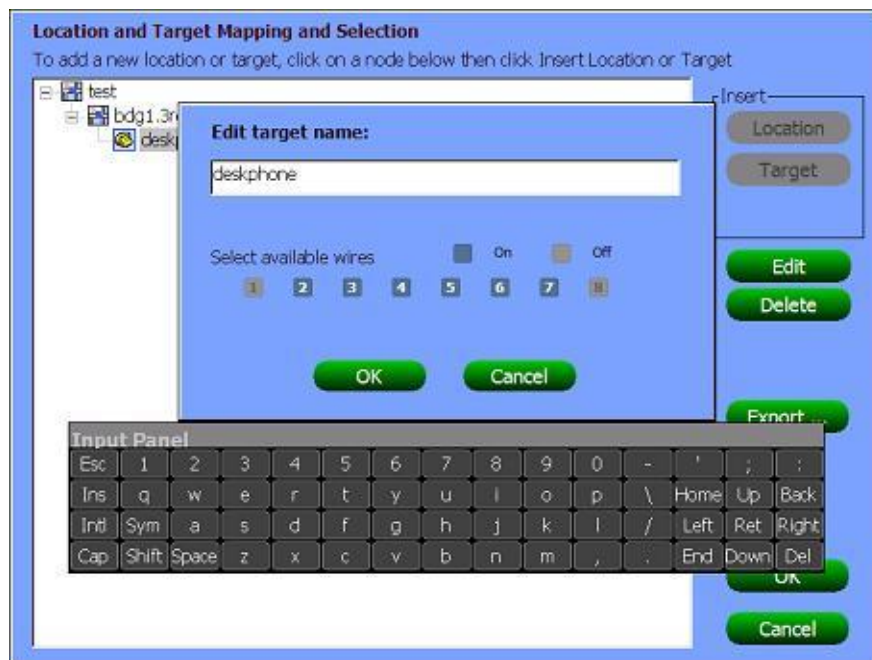 Location and Target Mapping and Selection
To add a new location or target, click on a node below then click Insert Location or Target
test
bdg1.3r
desk
Insert
Location
Target
Edit target name:
deskphone
Select available wires
On Off
1 2 3 4 5 6 7 8
OK Cancel
Edit
Delete
Export ...
Input Panel
Esc 1 2 3 4 5 6 7 8 9 0 - ' ; :
Ins q w e r t y u i o p \ Home Up Back
Intl Sym a s d f g h j k l / Left Ret Right
Cap Shift Space z x c v b n m , . End Down Del
OK
Cancel